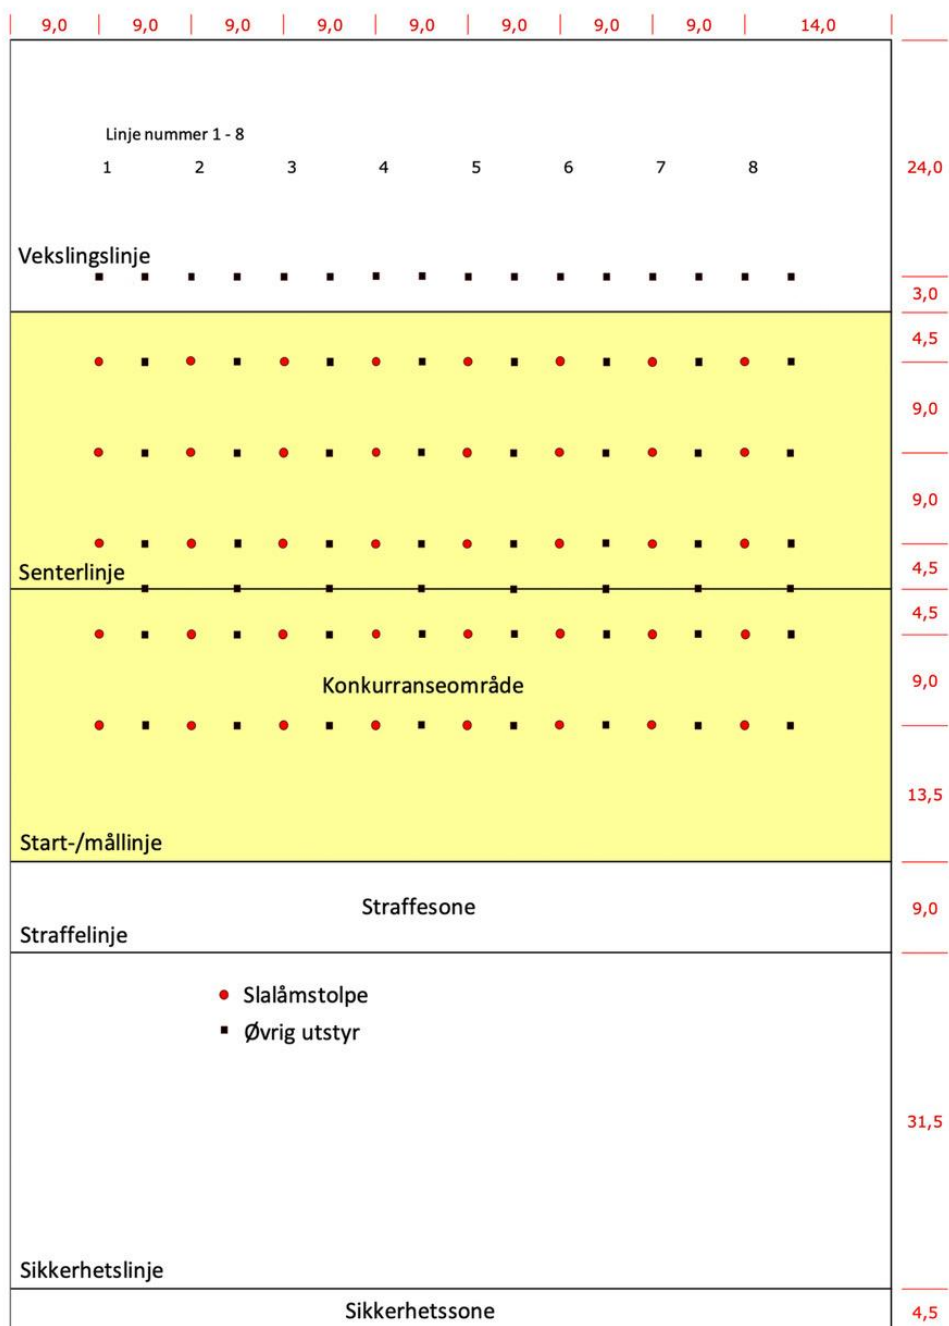 9,0 9,0 9,0 9,0 9,0 9,0 9,0 9,0 14,0
Linje nummer 1 - 8
1 2 3 4 5 6 7 8
24,0
Vekslingslinje
3,0
4,5
9,0
9,0
Senterlinje
4,5
4,5
Konkurranseområde
9,0
13,5
Start-/mållinje
Straffesone
9,0
Straffelinje
Slalåmstolpe
Øvrig utstyr
31,5
Sikkerhetslinje
Sikkerhetssone
4,5